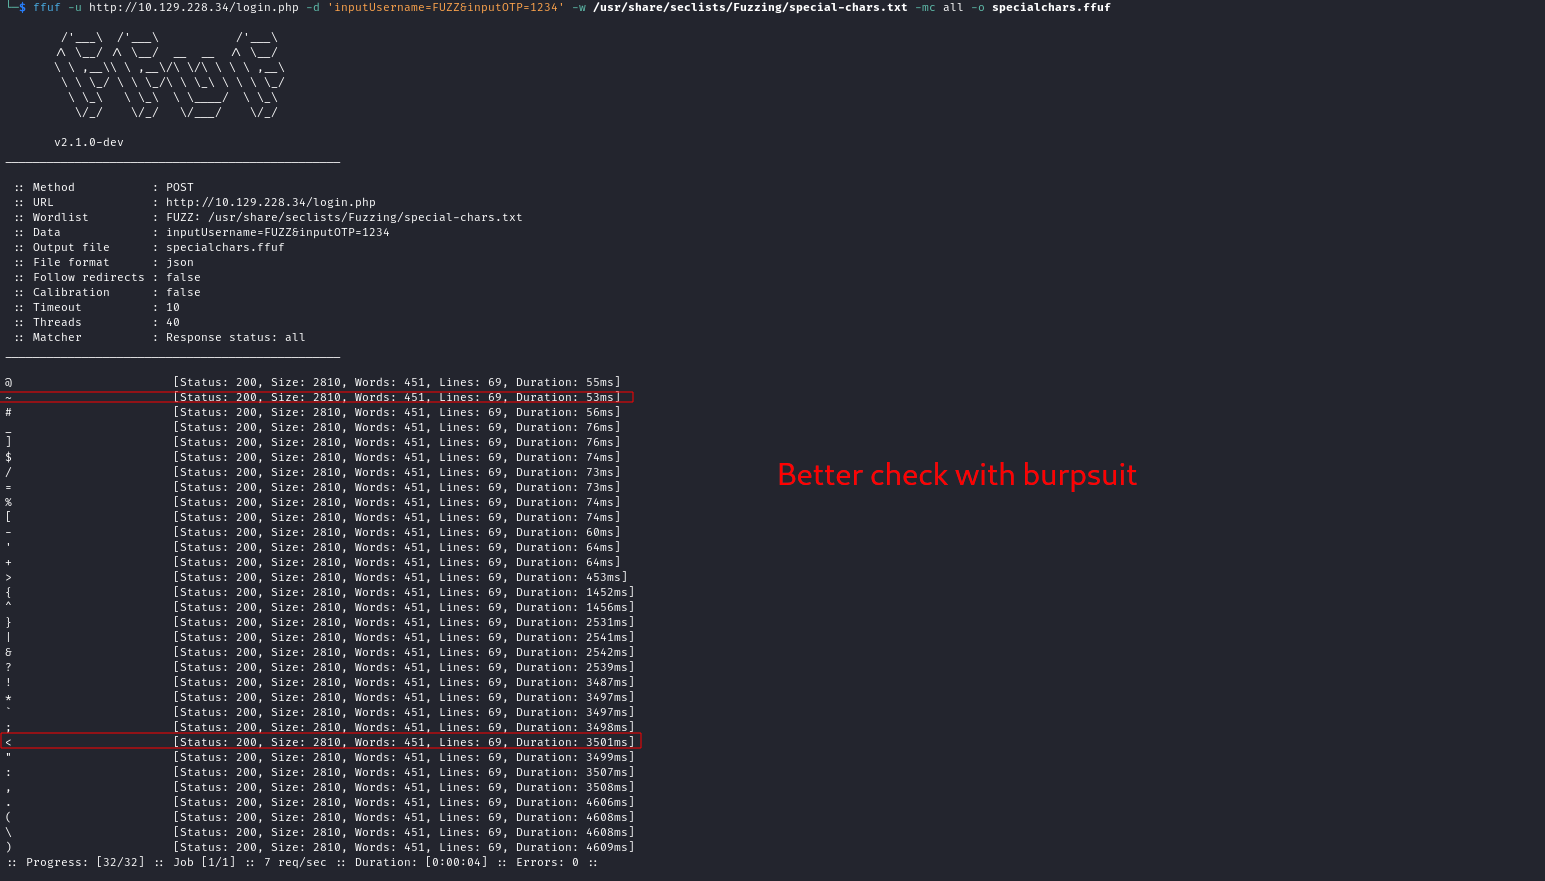 └─$ ffuf -u http://10.129.228.34/login.php -d 'inputUsername=FUZZ&inputOTP=1234' -w /usr/share/seclists/Fuzzing/special-chars.txt -mc all -o specialchars.ffuf
v2.1.0-dev
:: Method : POST
:: URL : http://10.129.228.34/login.php
:: Wordlist : FUZZ: /usr/share/seclists/Fuzzing/special-chars.txt
:: Data : inputUsername=FUZZ&inputOTP=1234
:: Output file : specialchars.ffuf
:: File format : json
:: Follow redirects : false
:: Calibration : false
:: Timeout : 10
:: Threads : 40
:: Matcher : Response status: all
@ [Status: 200, Size: 2810, Words: 451, Lines: 69, Duration: 55ms]
~ [Status: 200, Size: 2810, Words: 451, Lines: 69, Duration: 53ms]
# [Status: 200, Size: 2810, Words: 451, Lines: 69, Duration: 56ms]
_ [Status: 200, Size: 2810, Words: 451, Lines: 69, Duration: 76ms]
] [Status: 200, Size: 2810, Words: 451, Lines: 69, Duration: 76ms]
$ [Status: 200, Size: 2810, Words: 451, Lines: 69, Duration: 74ms]
/ [Status: 200, Size: 2810, Words: 451, Lines: 69, Duration: 73ms]
= [Status: 200, Size: 2810, Words: 451, Lines: 69, Duration: 73ms]
% [Status: 200, Size: 2810, Words: 451, Lines: 69, Duration: 74ms]
[ [Status: 200, Size: 2810, Words: 451, Lines: 69, Duration: 74ms]
- [Status: 200, Size: 2810, Words: 451, Lines: 69, Duration: 60ms]
' [Status: 200, Size: 2810, Words: 451, Lines: 69, Duration: 64ms]
+ [Status: 200, Size: 2810, Words: 451, Lines: 69, Duration: 64ms]
> [Status: 200, Size: 2810, Words: 451, Lines: 69, Duration: 453ms]
{ [Status: 200, Size: 2810, Words: 451, Lines: 69, Duration: 1452ms]
^ [Status: 200, Size: 2810, Words: 451, Lines: 69, Duration: 1456ms]
} [Status: 200, Size: 2810, Words: 451, Lines: 69, Duration: 2531ms]
| [Status: 200, Size: 2810, Words: 451, Lines: 69, Duration: 2541ms]
& [Status: 200, Size: 2810, Words: 451, Lines: 69, Duration: 2542ms]
? [Status: 200, Size: 2810, Words: 451, Lines: 69, Duration: 2539ms]
! [Status: 200, Size: 2810, Words: 451, Lines: 69, Duration: 3487ms]
* [Status: 200, Size: 2810, Words: 451, Lines: 69, Duration: 3497ms]
` [Status: 200, Size: 2810, Words: 451, Lines: 69, Duration: 3497ms]
; [Status: 200, Size: 2810, Words: 451, Lines: 69, Duration: 3498ms]
< [Status: 200, Size: 2810, Words: 451, Lines: 69, Duration: 3501ms]
" [Status: 200, Size: 2810, Words: 451, Lines: 69, Duration: 3499ms]
: [Status: 200, Size: 2810, Words: 451, Lines: 69, Duration: 3507ms]
, [Status: 200, Size: 2810, Words: 451, Lines: 69, Duration: 3508ms]
. [Status: 200, Size: 2810, Words: 451, Lines: 69, Duration: 4606ms]
( [Status: 200, Size: 2810, Words: 451, Lines: 69, Duration: 4608ms]
\ [Status: 200, Size: 2810, Words: 451, Lines: 69, Duration: 4608ms]
) [Status: 200, Size: 2810, Words: 451, Lines: 69, Duration: 4609ms]
:: Progress: [32/32] :: Job [1/1] :: 7 req/sec :: Duration: [0:00:04] :: Errors: 0 ::
Better check with burpsuit